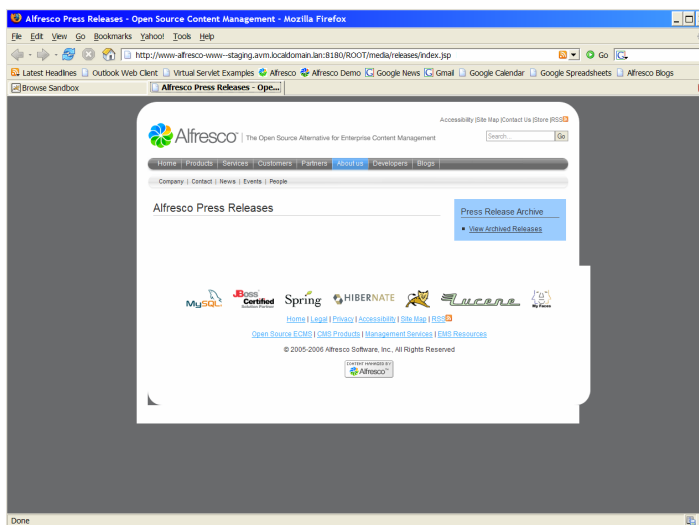 Alfresco Press Releases - Open Source Content Management - Mozilla Firefox
File Edit View Go Bookmarks Yahoo! Tools Help
http://www-alfresco-www--staging.avm.localdomain.lan:8180/ROOT/media/releases/index.jsp Go
Latest Headlines Outlook Web Client Virtual Servlet Examples Alfresco Alfresco Demo Google News Gmail Google Calendar Google Spreadsheets Alfresco Blogs
Browse Sandbox Alfresco Press Releases - Ope...
Accessibility |Site Map |Contact Us |Store |RSS
Alfresco The Open Source Alternative for Enterprise Content Management Search... Go
Home | Products | Services | Customers | Partners | About us | Developers | Blogs |
Company | Contact | News | Events | People
Alfresco Press Releases
Press Release Archive
View Archived Releases
MySQL JBoss Certified Solution Partner Spring HIBERNATE Lucene My Faces
Home | Legal | Privacy | Accessibility | Site Map | RSS
Open Source ECMS | CMS Products | Management Services | EMS Resources
© 2005-2006 Alfresco Software, Inc., All Rights Reserved
CONTENT MANAGED BY
Alfresco
Done